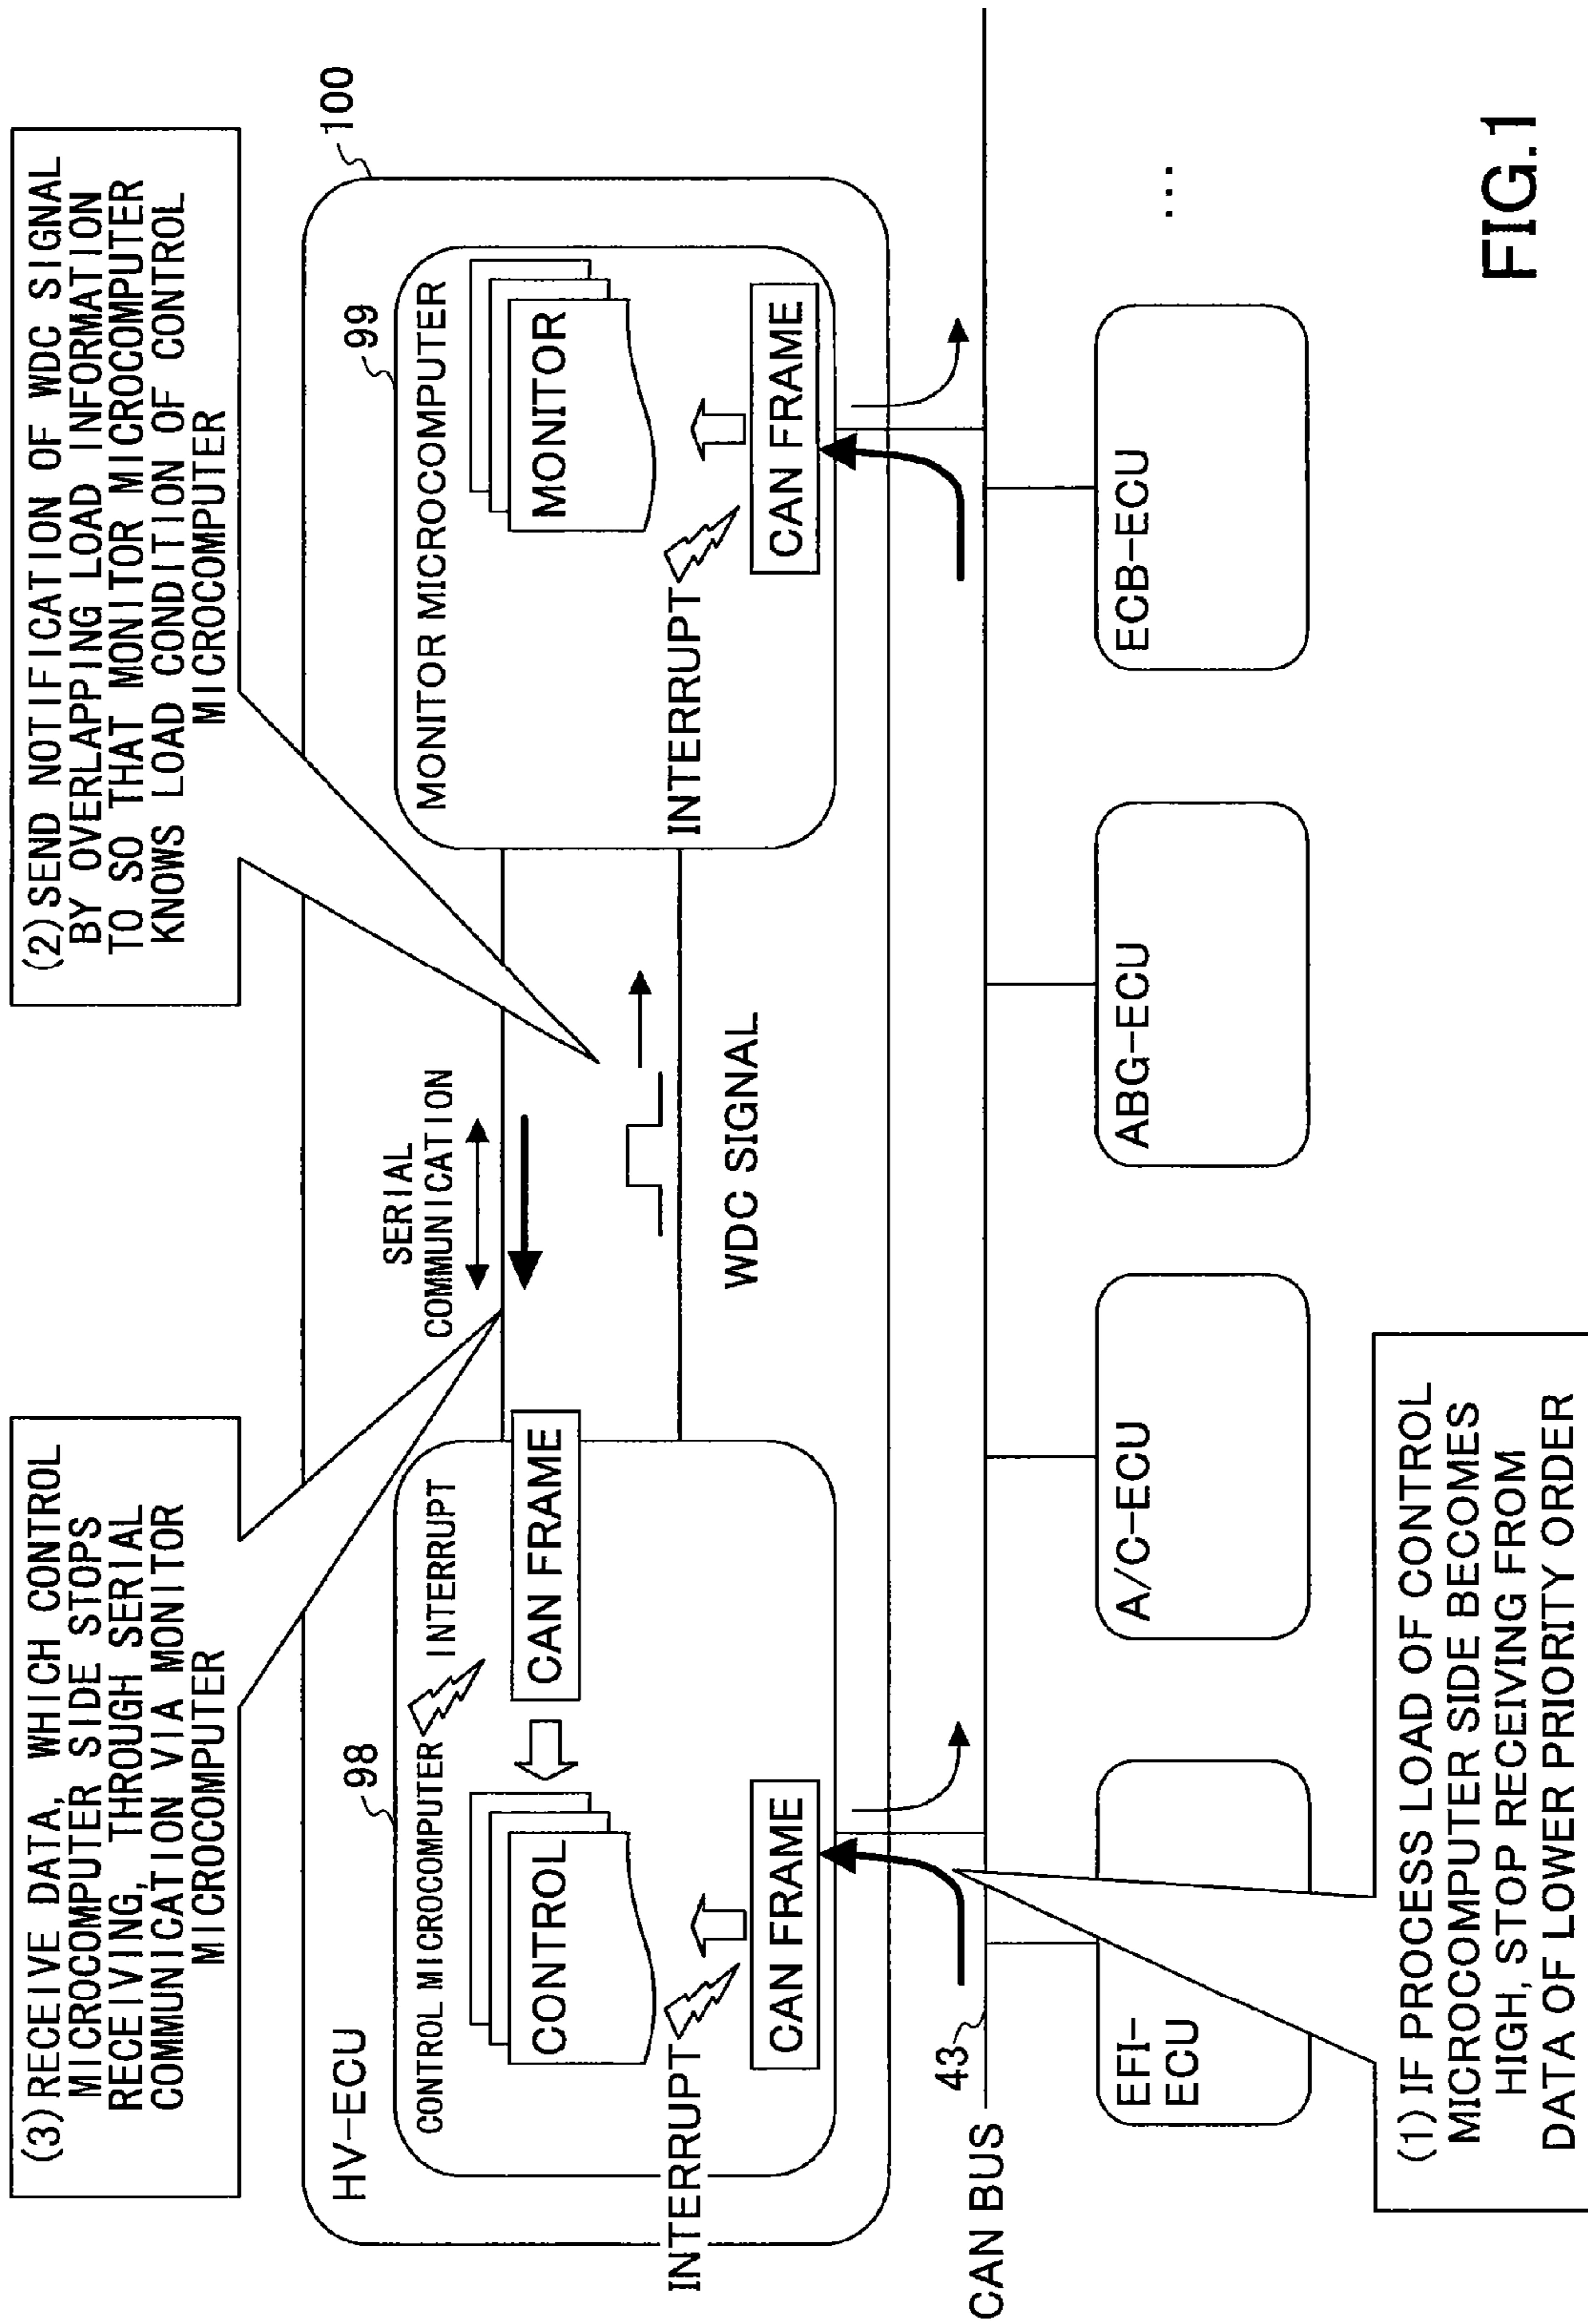 (3) RECEIVE DATA, WHICH CONTROL
MICROCOMPUTER SIDE STOPS
RECEIVING, THROUGH SERIAL
COMMUNICATION VIA MONITOR
MICROCOMPUTER
(2) SEND NOTIFICATION OF WDC SIGNAL
BY OVERLAPPING LOAD INFORMATION
TO SO THAT MONITOR MICROCOMPUTER
KNOWS LOAD CONDITION OF CONTROL
MICROCOMPUTER
100
HV-ECU
98
CONTROL MICROCOMPUTER
INTERRUPT
CAN FRAME
CONTROL
INTERRUPT
CAN FRAME
SERIAL
COMMUNICATION
WDC SIGNAL
99
MONITOR MICROCOMPUTER
MONITOR
INTERRUPT
CAN FRAME
CAN BUS
43
EFI-
ECU
A/C-ECU
ABG-ECU
ECB-ECU
...
(1) IF PROCESS LOAD OF CONTROL
MICROCOMPUTER SIDE BECOMES
HIGH, STOP RECEIVING FROM
DATA OF LOWER PRIORITY ORDER
FIG.1